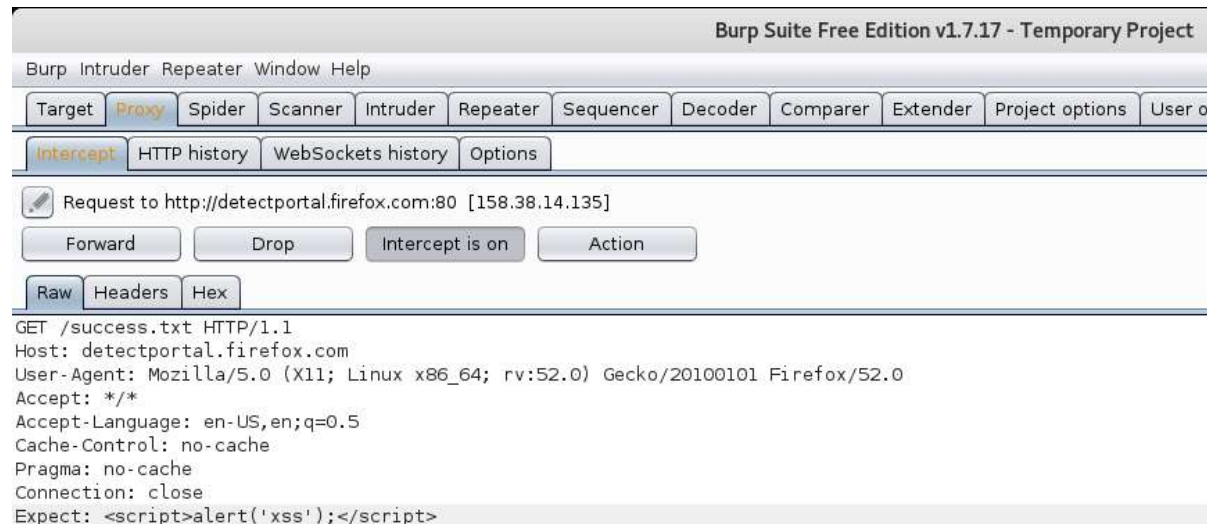 Burp Suite Free Edition v1.7.17 - Temporary Project
Burp Intruder Repeater Window Help
Target Proxy Spider Scanner Intruder Repeater Sequencer Decoder Comparer Extender Project options User o
Intercept HTTP history WebSockets history Options
Request to http://detectportal.firefox.com:80 [158.38.14.135]
Forward Drop Intercept is on Action
Raw Headers Hex
GET /success.txt HTTP/1.1
Host: detectportal.firefox.com
User-Agent: Mozilla/5.0 (X11; Linux x86_64; rv:52.0) Gecko/20100101 Firefox/52.0
Accept: */*
Accept-Language: en-US,en;q=0.5
Cache-Control: no-cache
Pragma: no-cache
Connection: close
Expect: <script>alert('xss');</script>